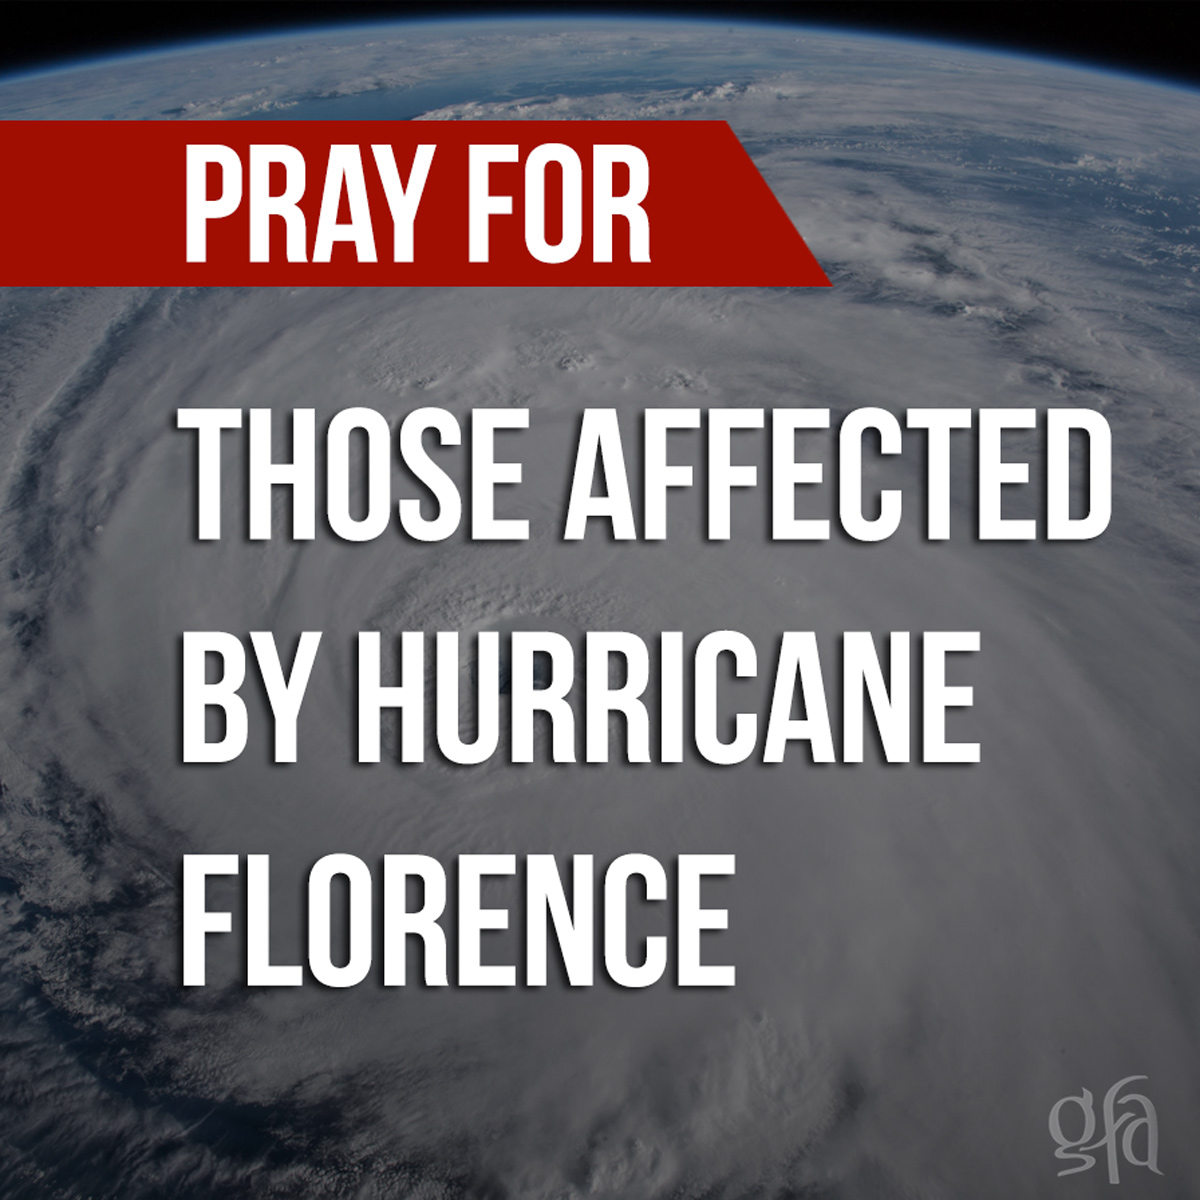 PRAY FOR
THOSE AFFECTED
BY HURRICANE
FLORENCE
gfa